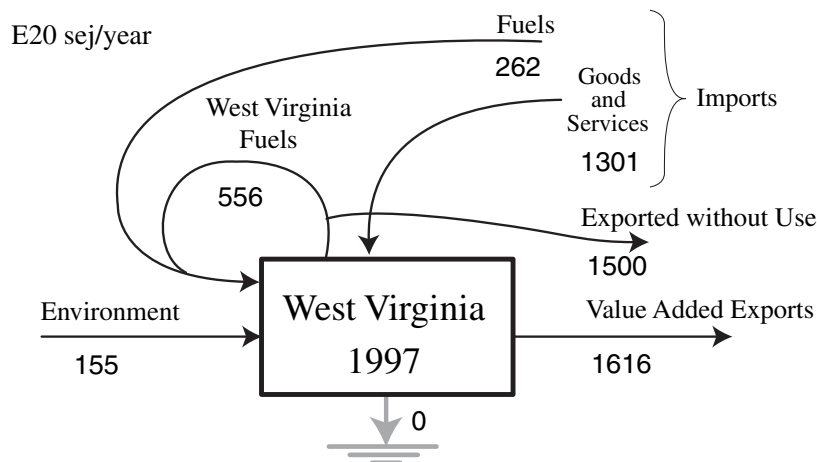 E20 sej/year
Fuels
262
Goods
and
Services
1301
Imports
West Virginia
Fuels
556
Exported without Use
1500
Environment
155
West Virginia
1997
Value Added Exports
1616
0